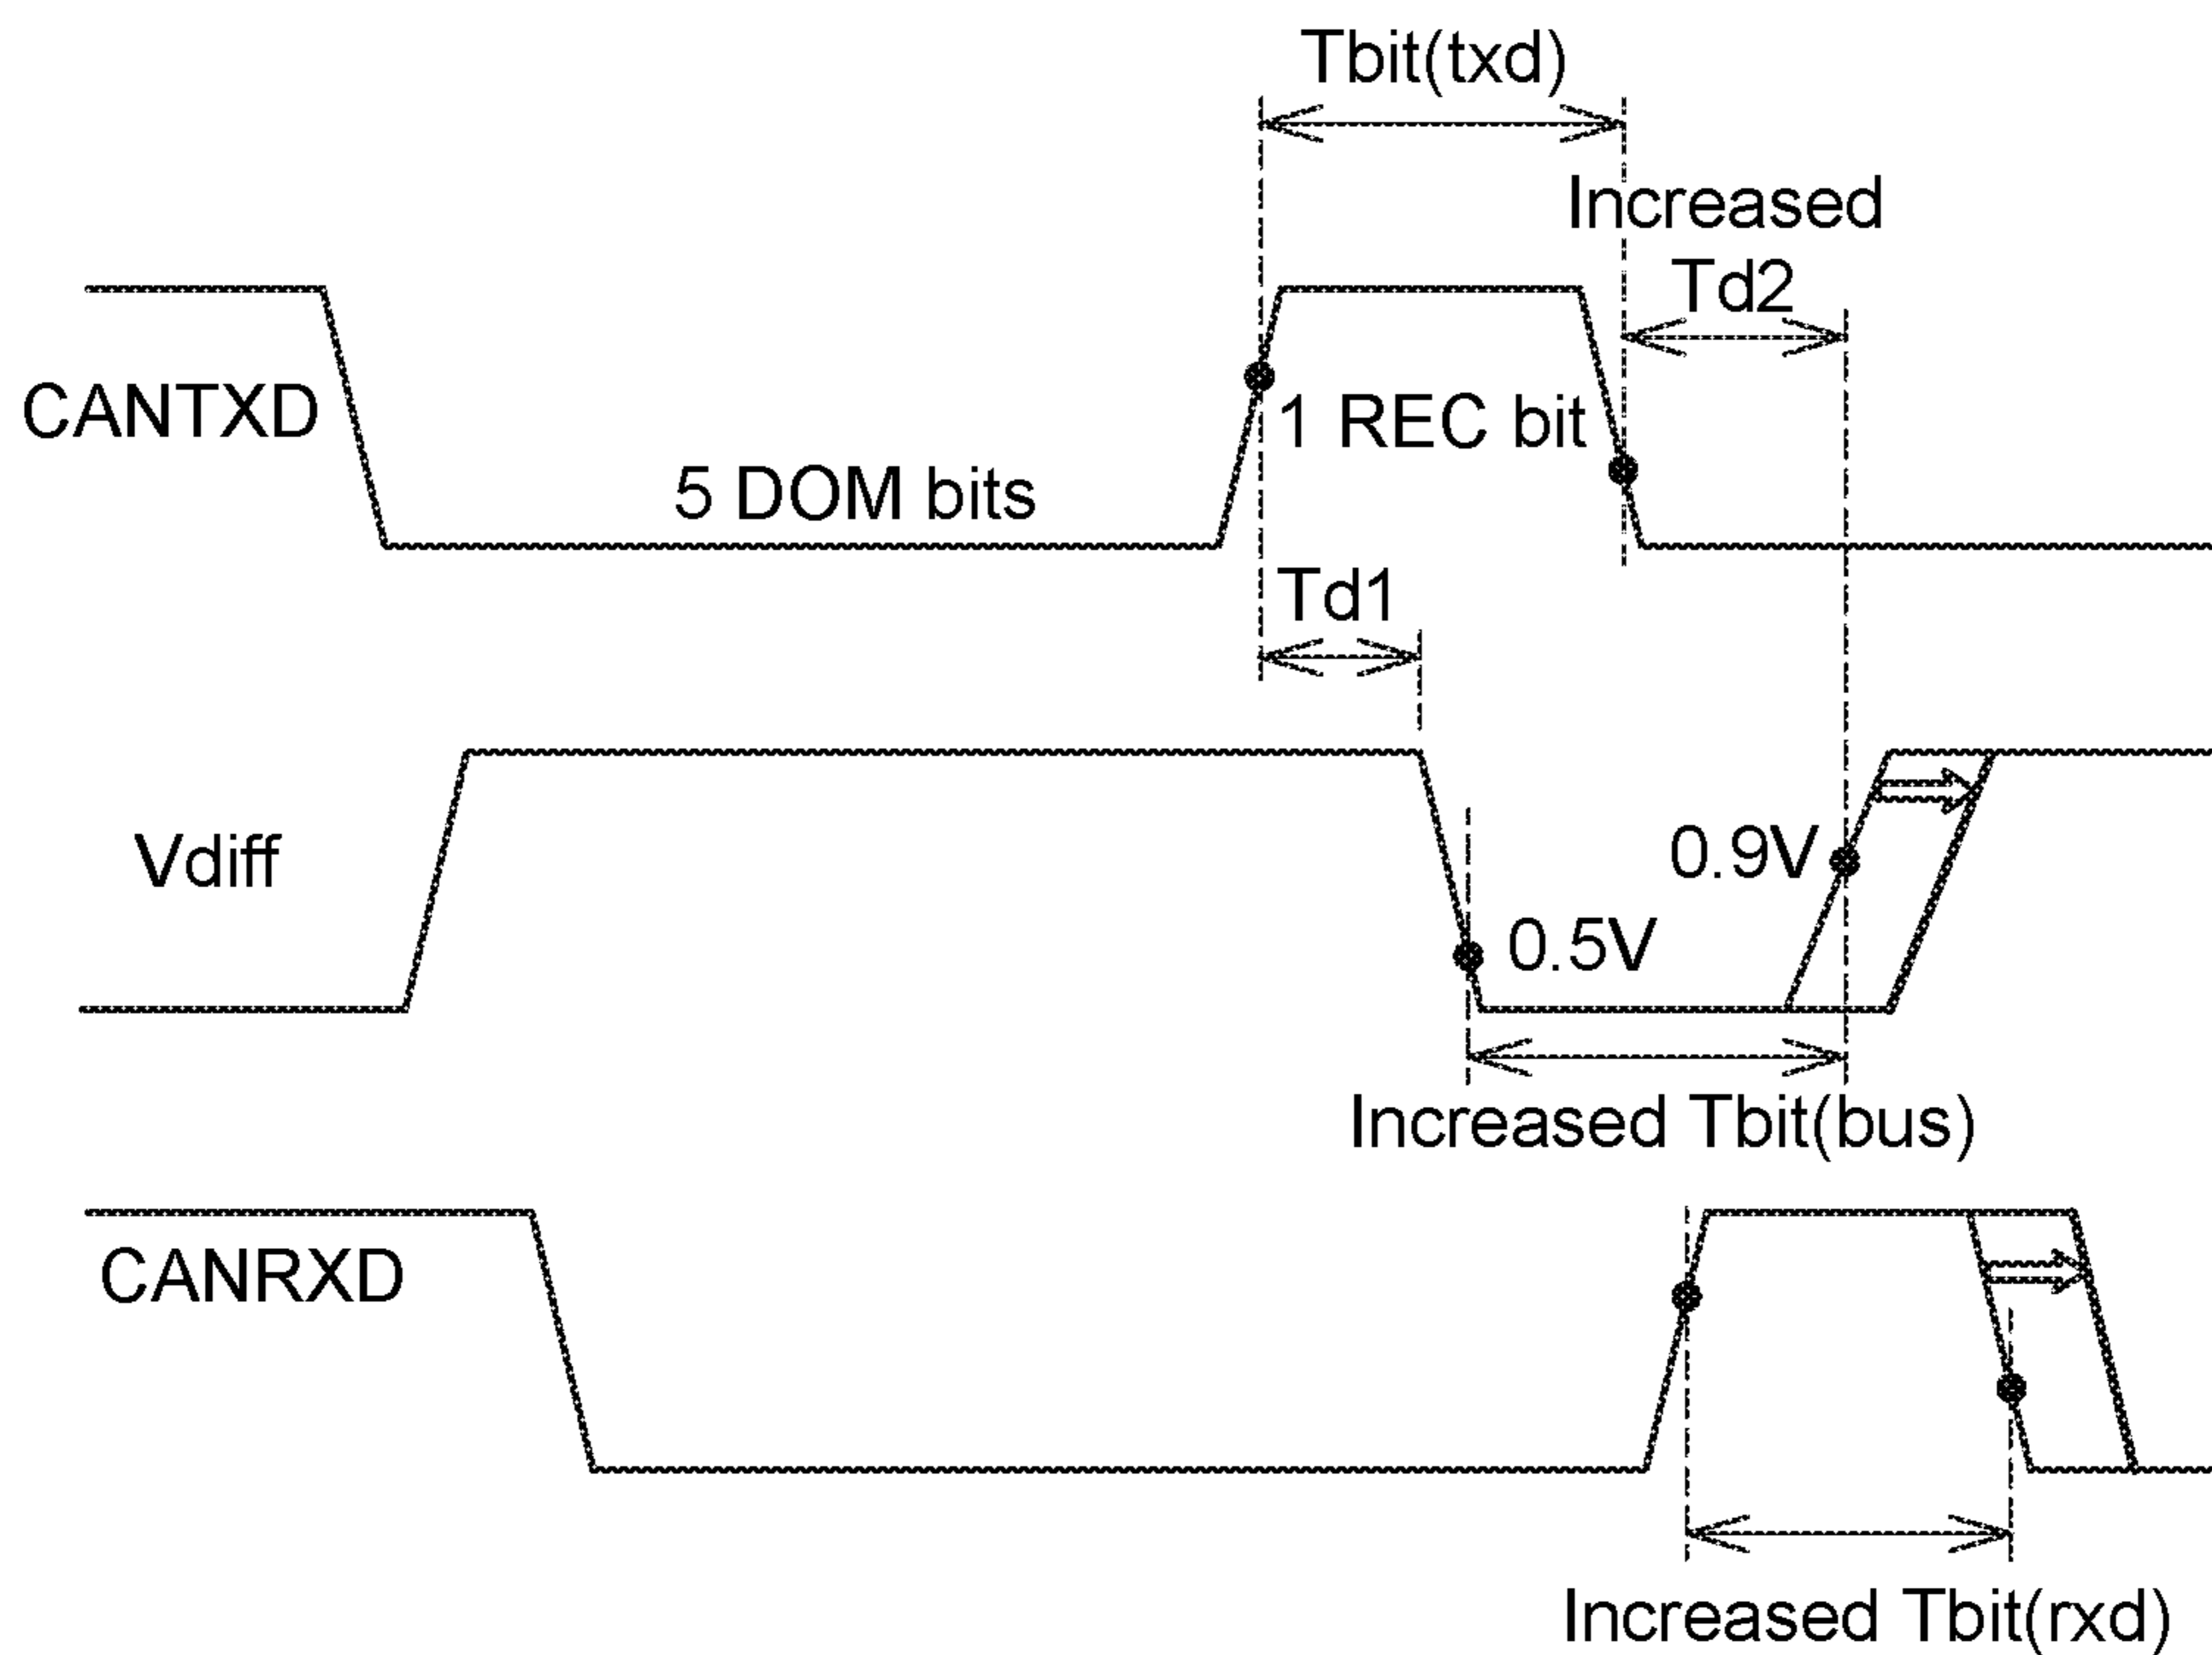 Tbit(txd)
Increased
Td2
CANTXD
1 REC bit
5 DOM bits
Td1
Vdiff
0.9V
0.5V
Increased Tbit(bus)
CANRXD
Increased Tbit(rxd)